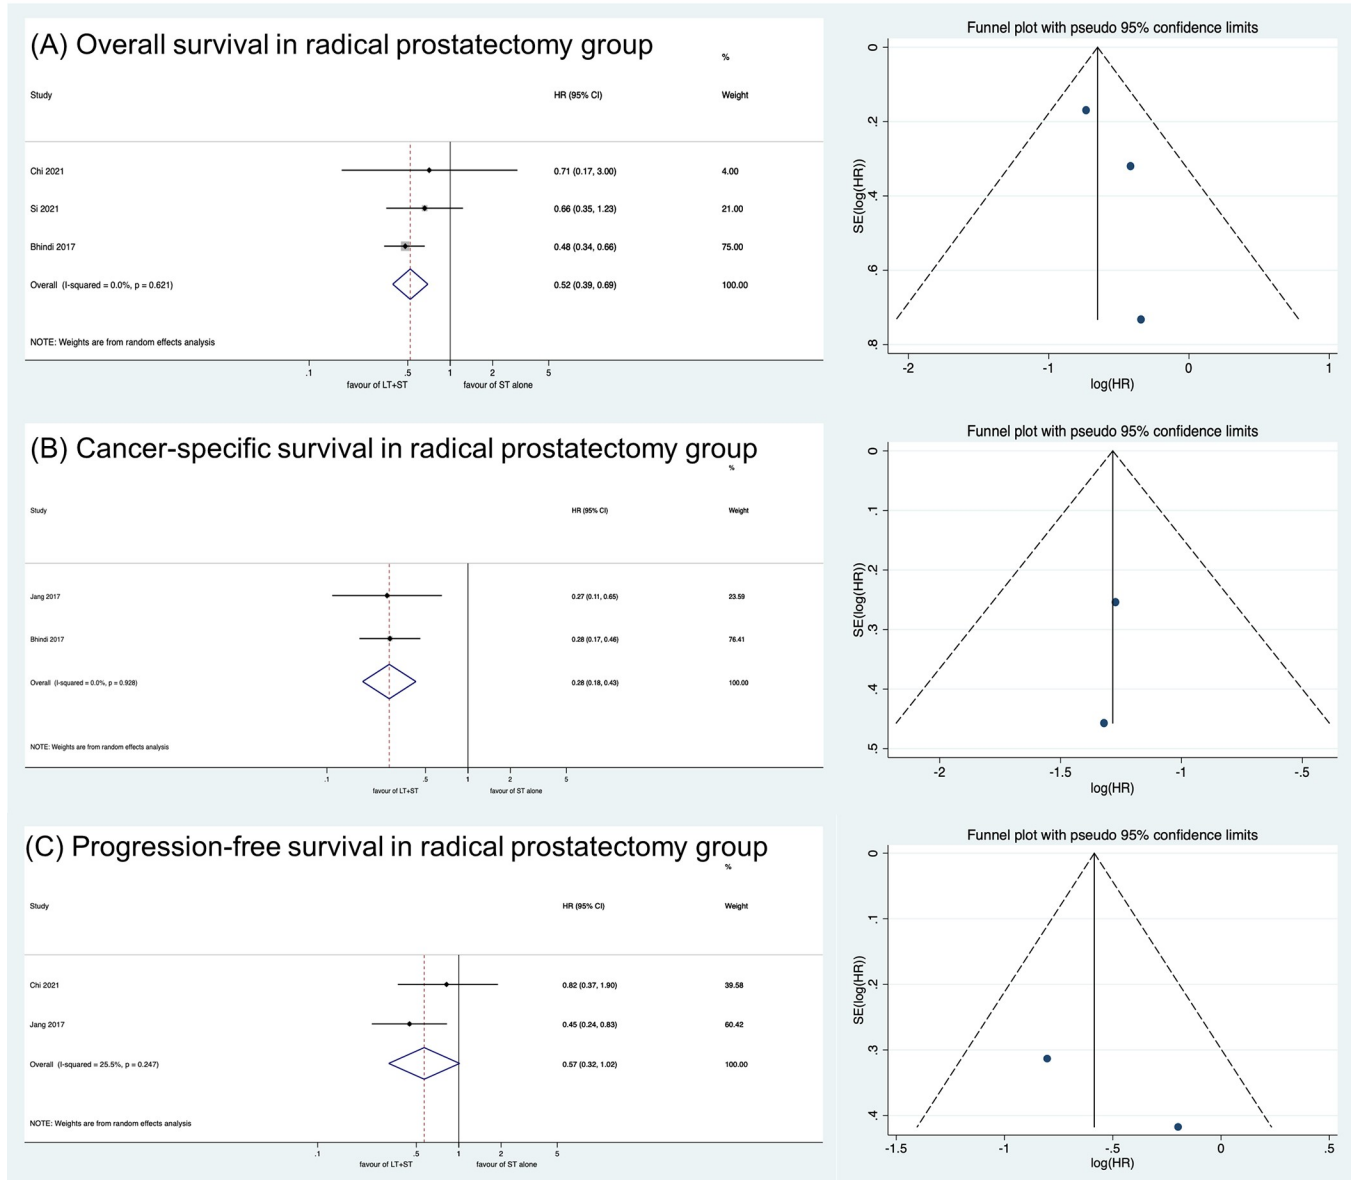 (A) Overall survival in radical prostatectomy group
%
Study HR (95% CI) Weight
Chi 2021 0.71 (0.17, 3.00) 4.00
Si 2021 0.66 (0.35, 1.23) 21.00
Bhindi 2017 0.48 (0.34, 0.66) 75.00
Overall (I-squared = 0.0%, p = 0.621) 0.52 (0.39, 0.69) 100.00
NOTE: Weights are from random effects analysis
.1 .5 1 2 5
favour of LT+ST favour of ST alone
Funnel plot with pseudo 95% confidence limits
SE(log(HR))
0
.2
.4
.6
.8
-2 -1 0 1
log(HR)
(B) Cancer-specific survival in radical prostatectomy group
%
Study HR (95% CI) Weight
Jang 2017 0.27 (0.11, 0.65) 23.59
Bhindi 2017 0.28 (0.17, 0.46) 76.41
Overall (I-squared = 0.0%, p = 0.928) 0.28 (0.18, 0.43) 100.00
NOTE: Weights are from random effects analysis
.1 .5 1 2 5
favour of LT+ST favour of ST alone
Funnel plot with pseudo 95% confidence limits
SE(log(HR))
0
.1
.2
.3
.4
.5
-2 -1.5 -1 -.5
log(HR)
(C) Progression-free survival in radical prostatectomy group
%
Study HR (95% CI) Weight
Chi 2021 0.82 (0.37, 1.90) 39.58
Jang 2017 0.45 (0.24, 0.83) 60.42
Overall (I-squared = 25.5%, p = 0.247) 0.57 (0.32, 1.02) 100.00
NOTE: Weights are from random effects analysis
.1 .5 1 2 5
favour of LT+ST favour of ST alone
Funnel plot with pseudo 95% confidence limits
SE(log(HR))
0
.1
.2
.3
.4
-1.5 -1 -.5 0 .5
log(HR)